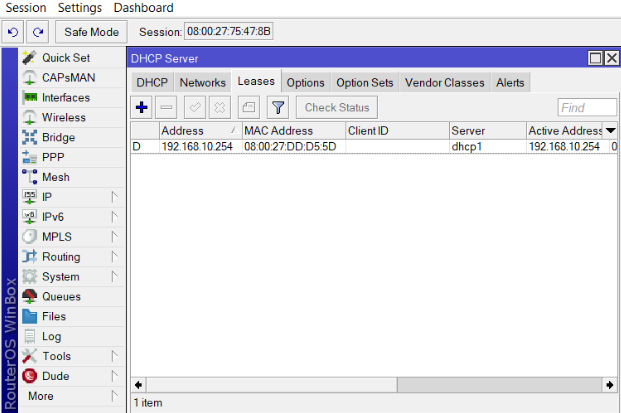 Session Settings Dashboard
Safe Mode Session: 08:00:27:75:47:8B
Quick Set
CAPsMAN
Interfaces
Wireless
Bridge
PPP
Mesh
IP
IPv6
MPLS
Routing
System
Queues
Files
Log
Tools
Dude
More
RouterOS WinBox
DHCP Server
DHCP Networks Leases Options Option Sets Vendor Classes Alerts
Check Status Find
Address MAC Address Client ID Server Active Address
D 192.168.10.254 08:00:27:DD:D5:5D dhcp1 192.168.10.254 0
1 item